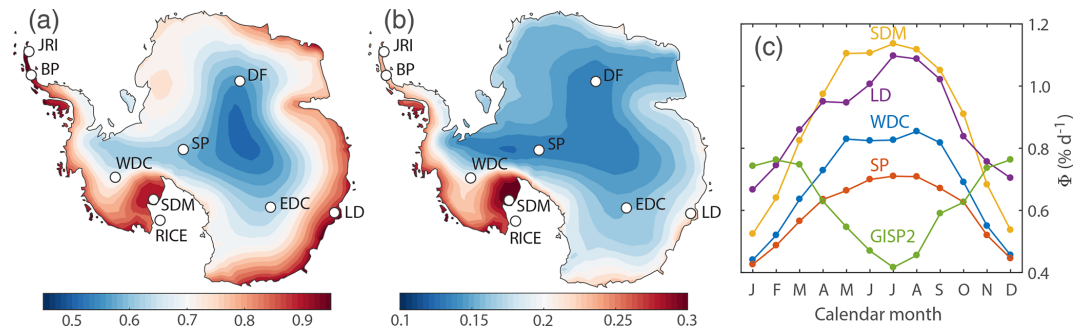 (a)
JRI
BP
DF
SP
WDC
SDM
RICE
EDC
LD
0.5 0.6 0.7 0.8 0.9
(b)
JRI
BP
DF
SP
WDC
SDM
RICE
EDC
LD
0.1 0.15 0.2 0.25 0.3
(c)
SDM
LD
WDC
SP
GISP2
1.2
1.0
0.8
0.6
0.4
Φ (% d⁻¹)
J F M A M J J A S O N D
Calendar month